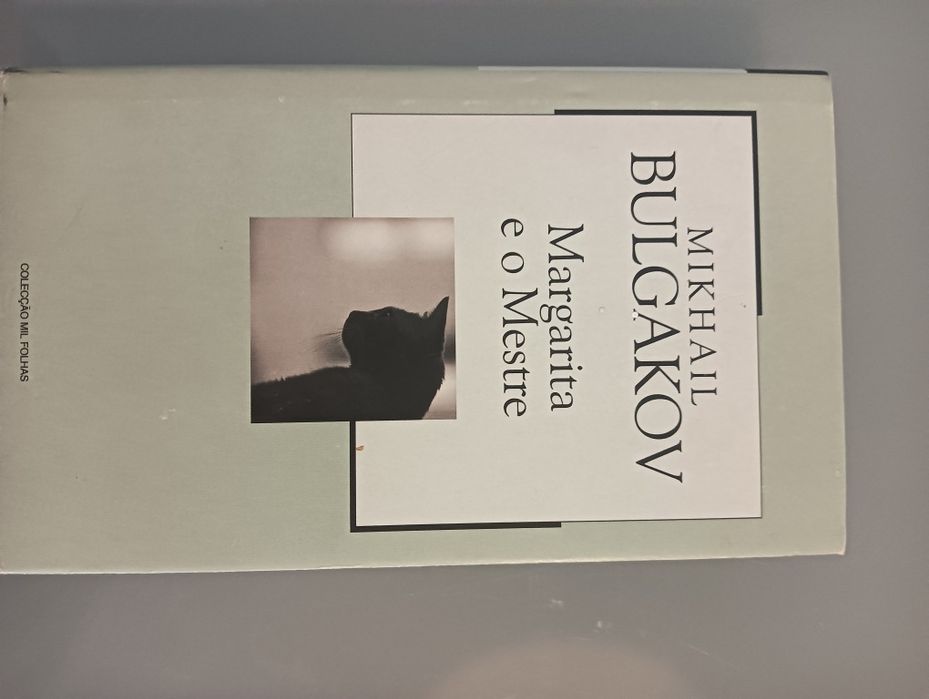 MIKHAIL
BULGAKOV
Margarita
e o Mestre
COLECÇÃO MIL FOLHAS